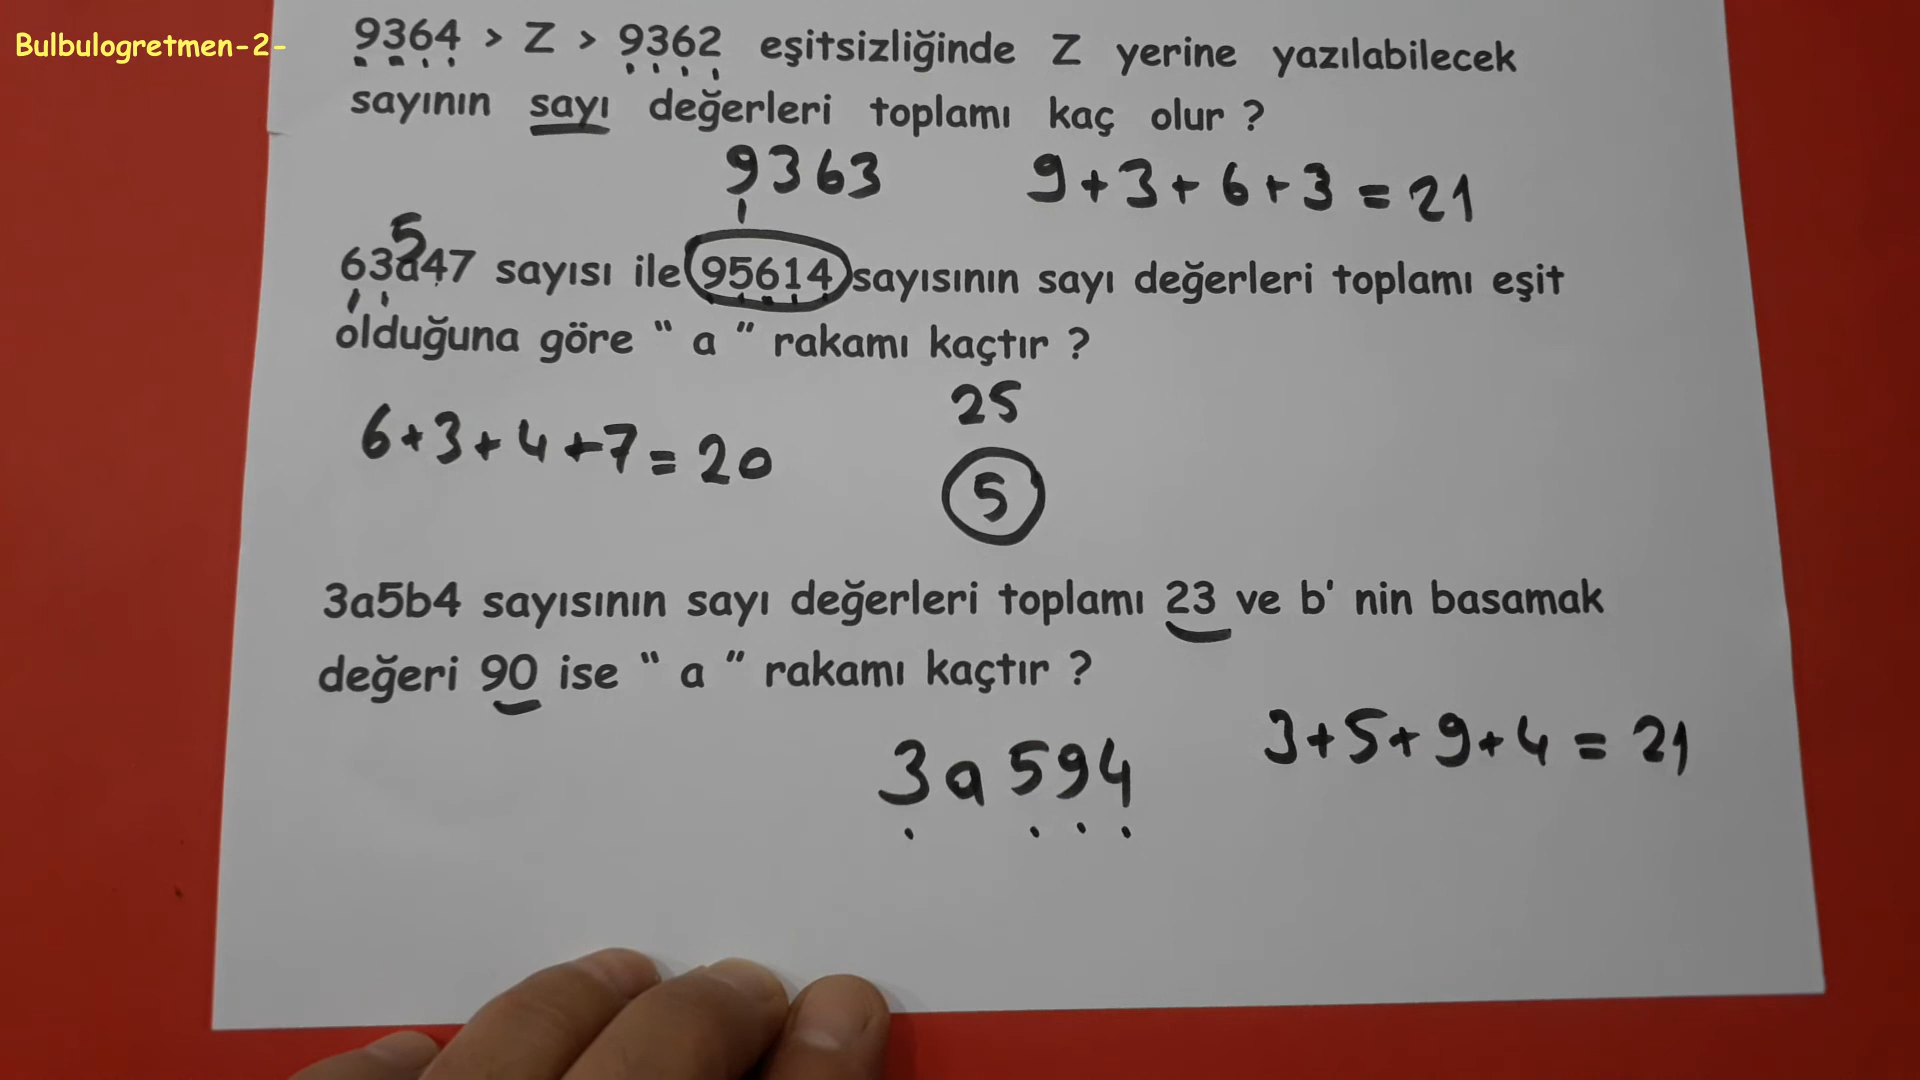 Bulbulogretmen-2-
9364 > Z > 9362 eşitsizliğinde Z yerine yazılabilecek
sayının sayı değerleri toplamı kaç olur ?
9363 9+3+6+3 = 21
5
63a47 sayısı ile 95614 sayısının sayı değerleri toplamı eşit
olduğuna göre “ a ” rakamı kaçtır ?
25
6+3+4+7=20
5
3a5b4 sayısının sayı değerleri toplamı 23 ve b' nin basamak
değeri 90 ise “ a ” rakamı kaçtır ?
3+5+9+4 = 21
3a594